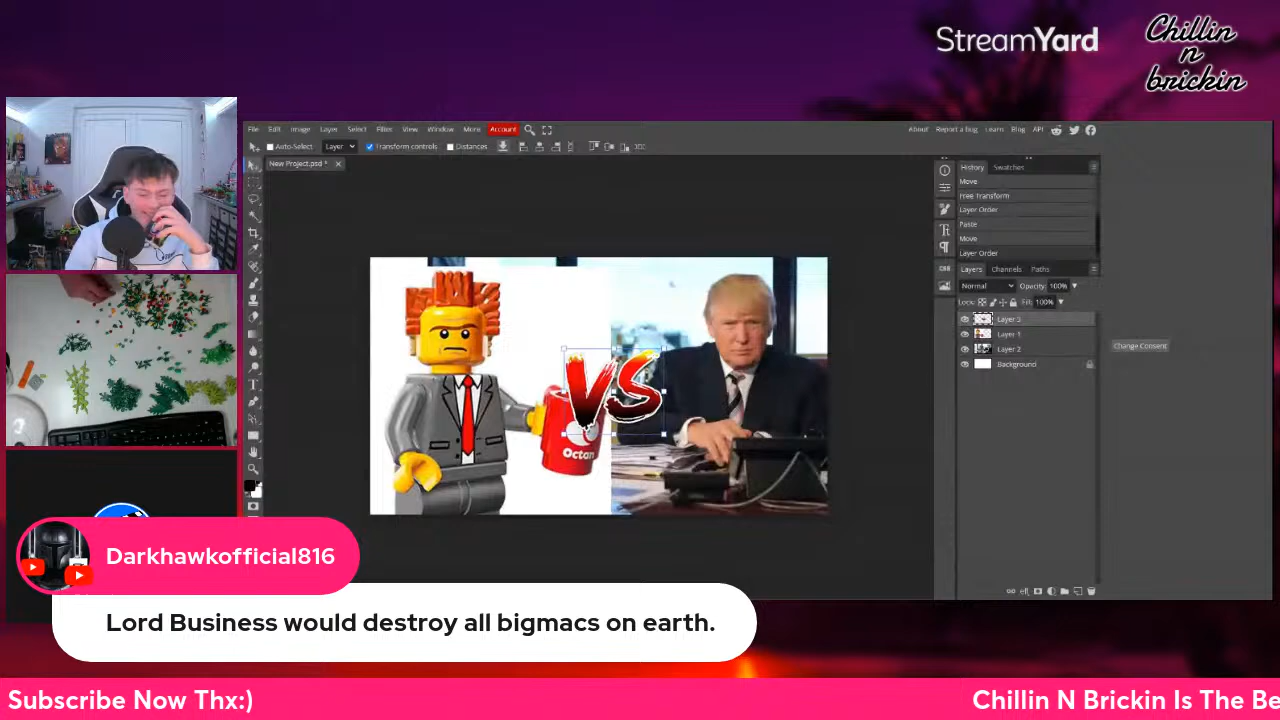 StreamYard
Chillin
n
brickin
File Edit Image Layer Select Filter View Window More Account
About Report a bug Learn Blog API
Auto-Select Layer Transform controls Distances
New Project.psd *
History Swatches
Move
Free Transform
Layer Order
Paste
Move
Layer Order
Layers Channels Paths
Normal Opacity: 100%
Lock: Fill: 100%
Layer 3
Layer 1
Layer 2
Background
Change Consent
VS
Octan
Darkhawkofficial816
Lord Business would destroy all bigmacs on earth.
Subscribe Now Thx:) Chillin N Brickin Is The Be